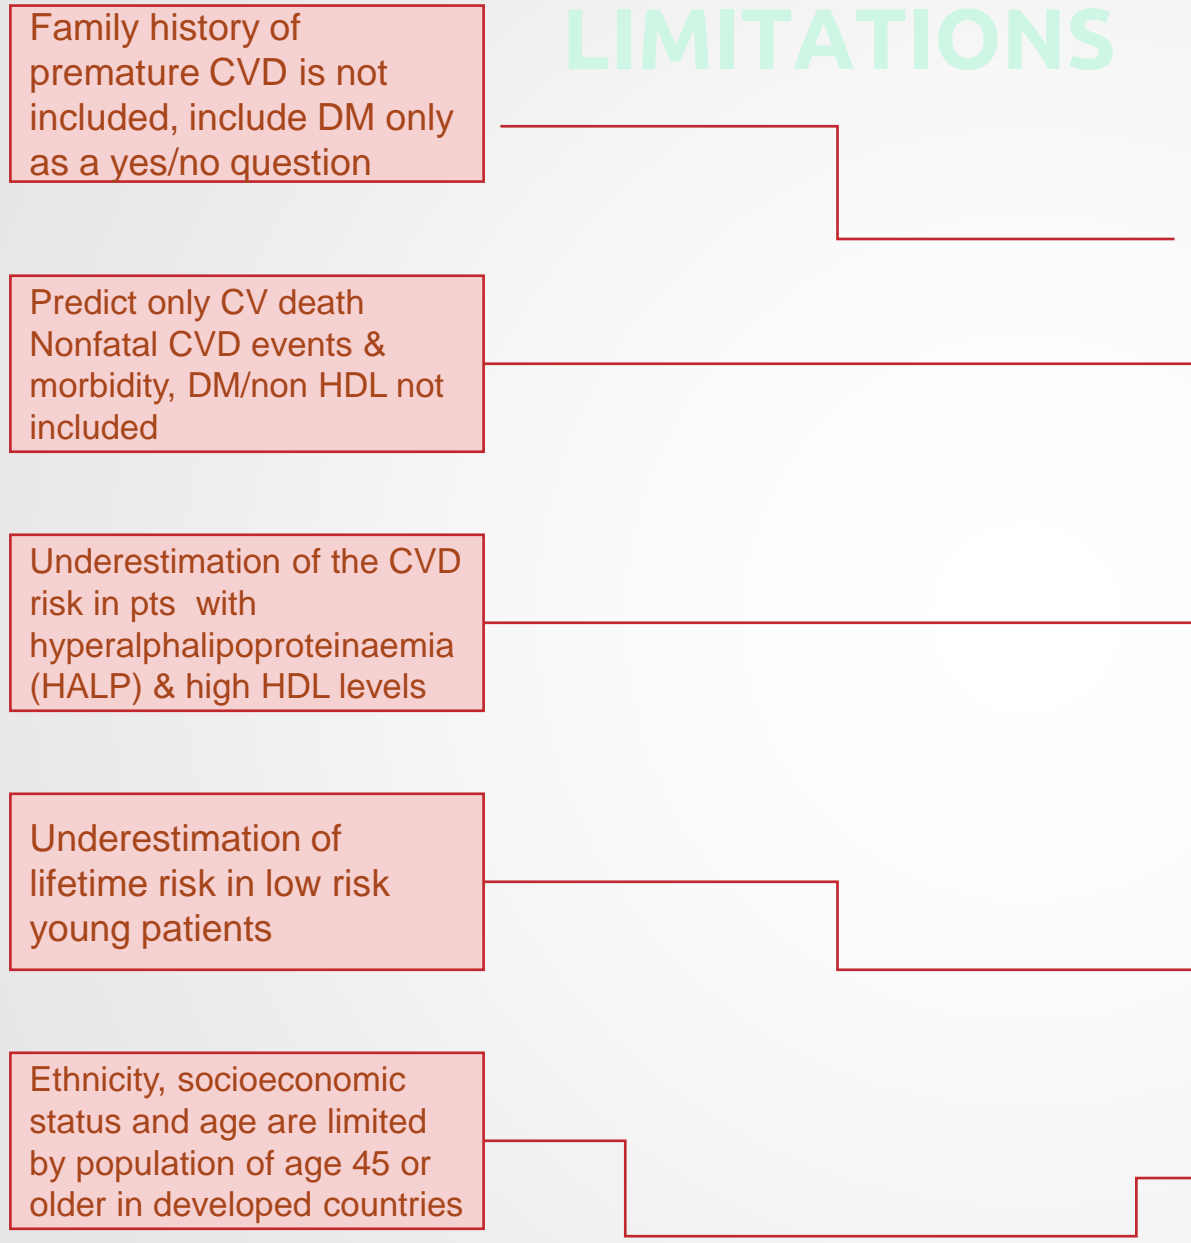 LIMITATIONS
Family history of
premature CVD is not
included, include DM only
as a yes/no question
Predict only CV death
Nonfatal CVD events &
morbidity, DM/non HDL not
included
Underestimation of the CVD
risk in pts with
hyperalphalipoproteinaemia
(HALP) & high HDL levels
Underestimation of
lifetime risk in low risk
young patients
Ethnicity, socioeconomic
status and age are limited
by population of age 45 or
older in developed countries